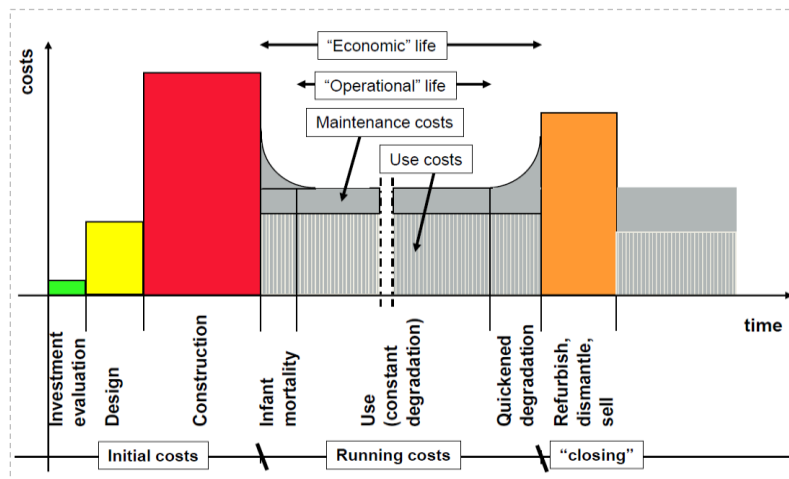 costs
“Economic” life
“Operational” life
Maintenance costs
Use costs
time
Investment
evaluation
Design
Construction
Infant
mortality
Use
(constant
degradation)
Quickened
degradation
Refurbish,
dismantle,
sell
Initial costs
Running costs
“closing”